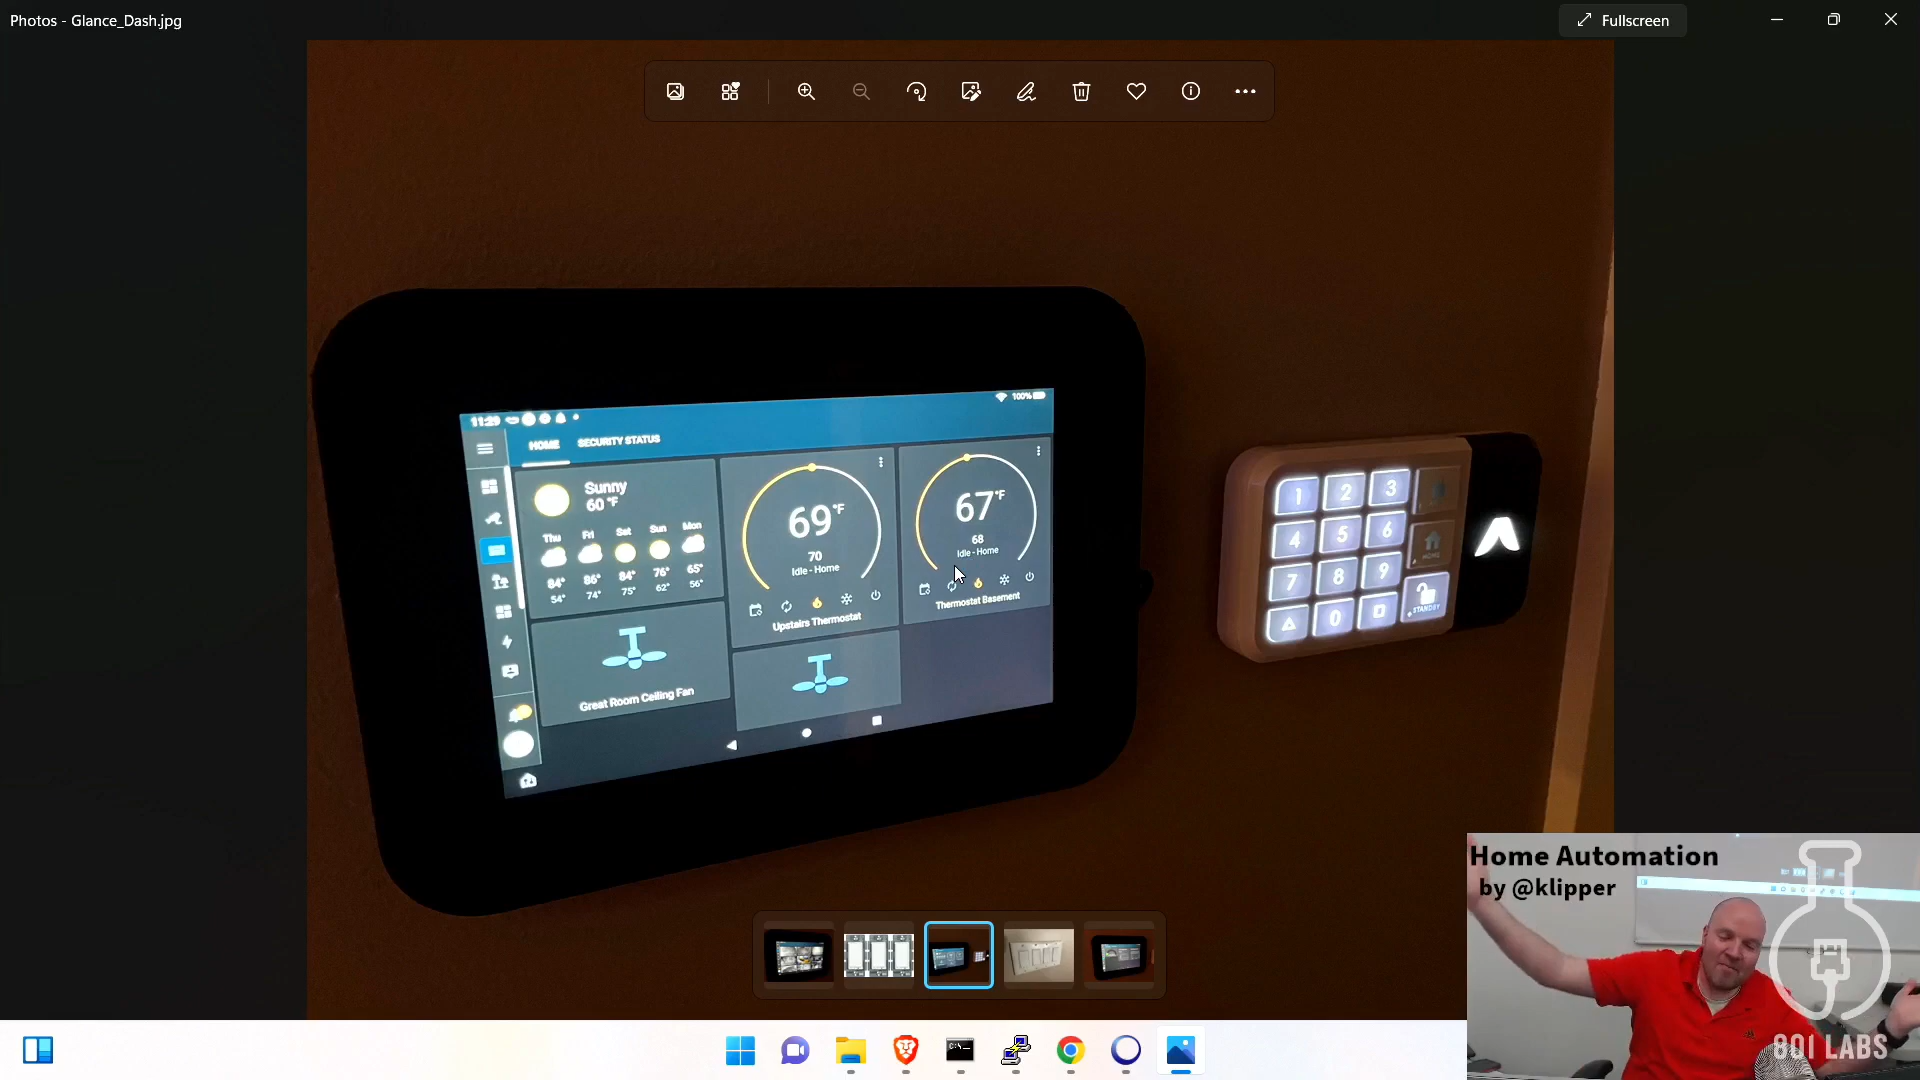 Photos - Glance_Dash.jpg
Fullscreen
11:29
100%
HOME SECURITY STATUS
Sunny
60 °F
Thu Fri Sat Sun Mon
84° 86° 84° 76° 65°
54° 74° 75° 62° 56°
69 °F
70
Idle - Home
Upstairs Thermostat
67 °F
68
Idle - Home
Thermostat Basement
Great Room Ceiling Fan
1 2 3
4 5 6
HOME
7 8 9
0
STANDBY
Home Automation
by @klipper
801 LABS